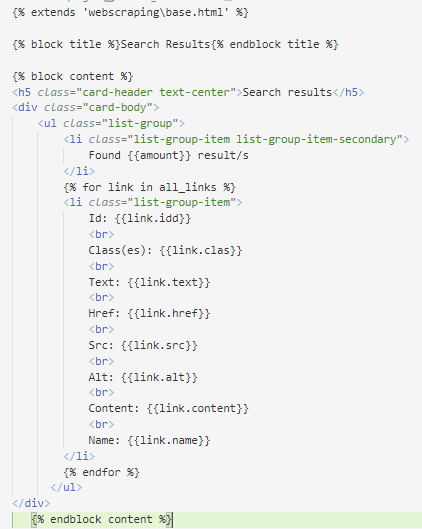 {% extends 'webscraping\base.html' %}
{% block title %}Search Results{% endblock title %}
{% block content %}
<h5 class="card-header text-center">Search results</h5>
<div class="card-body">
<ul class="list-group">
<li class="list-group-item list-group-item-secondary">
Found {{amount}} result/s
</li>
{% for link in all_links %}
<li class="list-group-item">
Id: {{link.idd}}
<br>
Class(es): {{link.clas}}
<br>
Text: {{link.text}}
<br>
Href: {{link.href}}
<br>
Src: {{link.src}}
<br>
Alt: {{link.alt}}
<br>
Content: {{link.content}}
<br>
Name: {{link.name}}
</li>
{% endfor %}
</ul>
</div>
{% endblock content %}